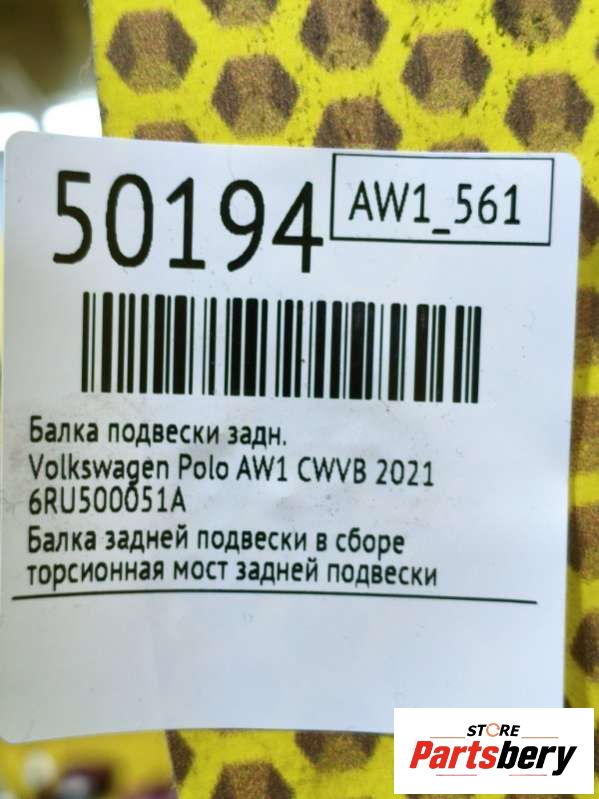 50194
AW1_561
Балка подвески задн.
Volkswagen Polo AW1 CWVB 2021
6RU500051A
Балка задней подвески в сборе
торсионная мост задней подвески
STORE
Partsbery